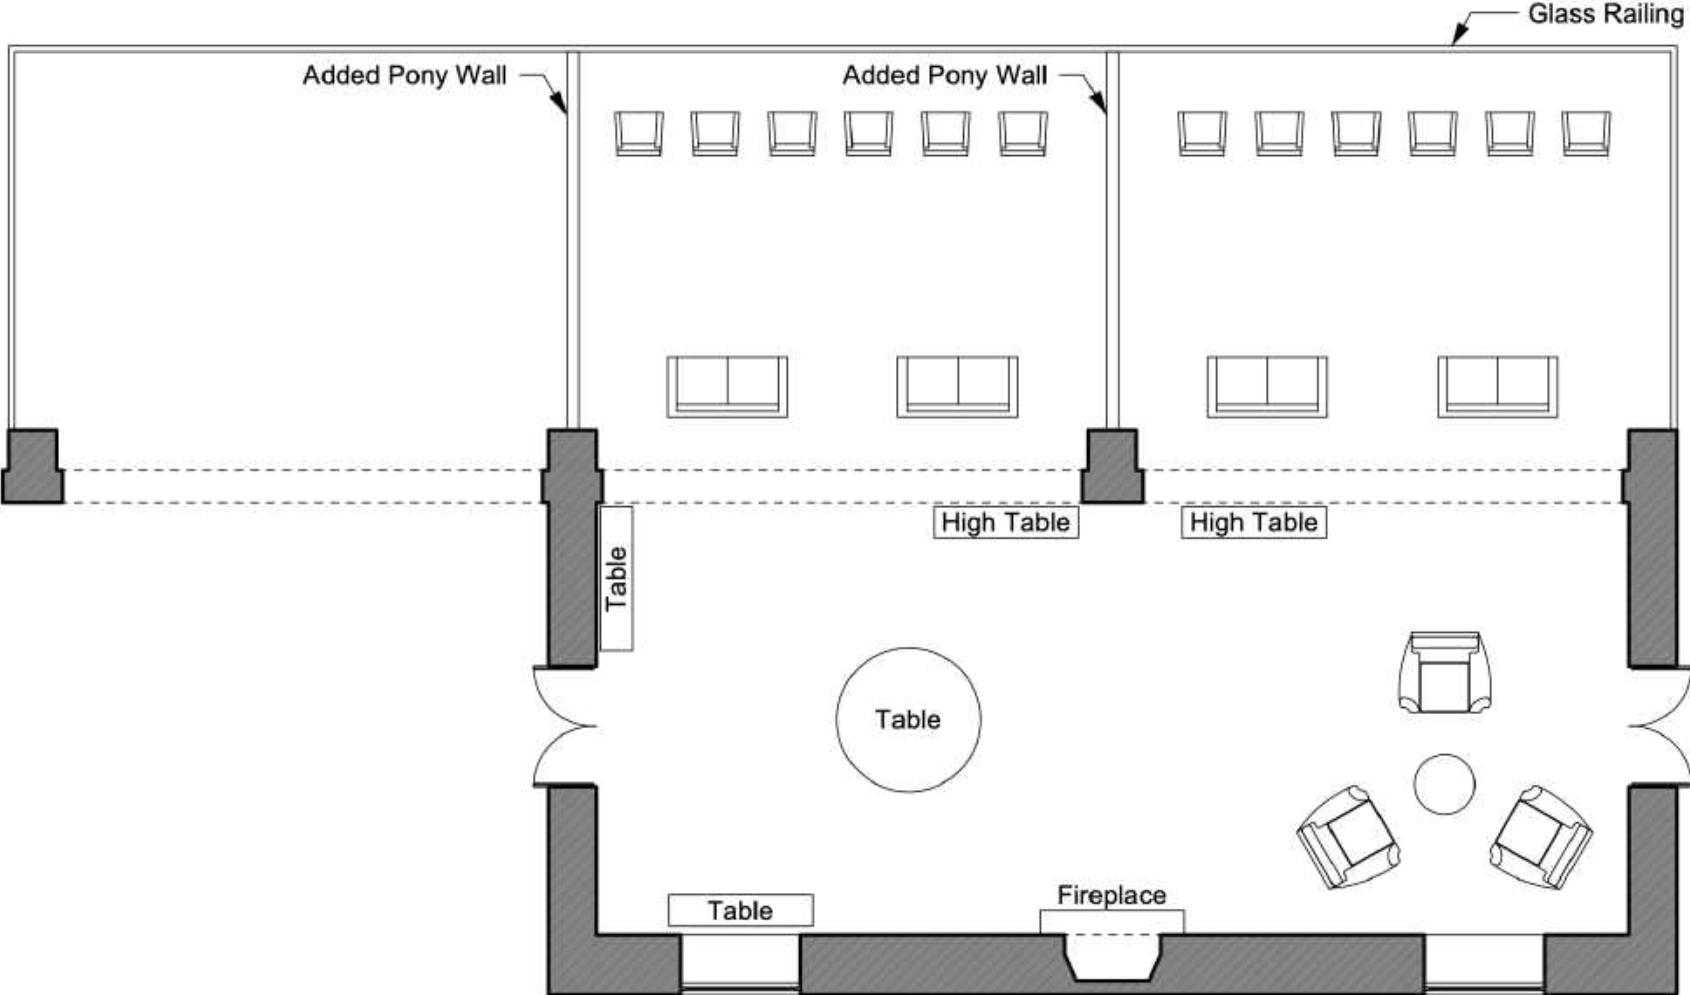 Glass Railing
Added Pony Wall
Added Pony Wall
High Table
High Table
Table
Table
Table
Fireplace